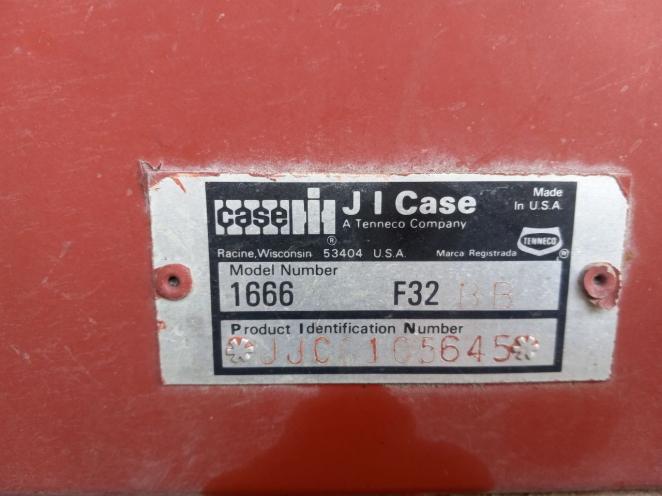 case IH ®
J I Case
A Tenneco Company
Made
In U.S.A.
TENNECO ®
Racine, Wisconsin 53404 U.S.A. Marca Registrada
Model Number
1666 F32 BB
Product Identification Number